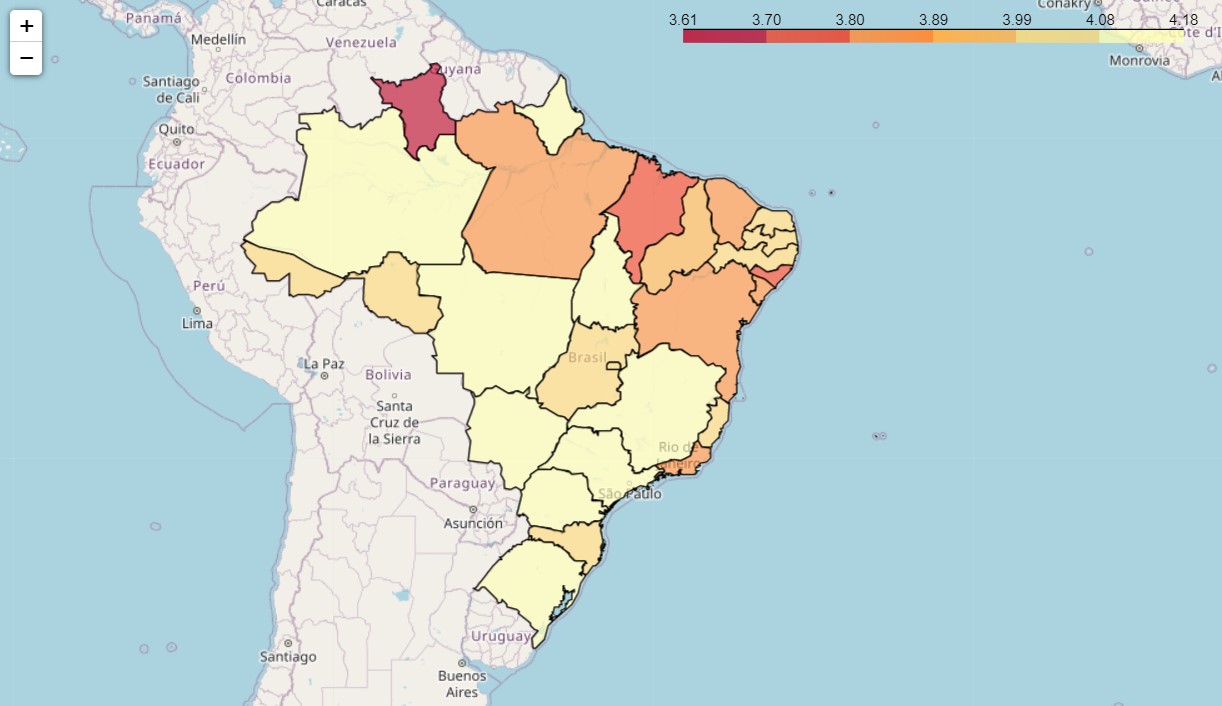 +
−
3.61 3.70 3.80 3.89 3.99 4.08 4.18
Caracas
Conakry
Panamá
Medellín
Venezuela
Guyana
Côte d'I
Monrovia
Colombia
Santiago
de Cali
Quito
Ecuador
Perú
Lima
La Paz
Bolivia
Brasil
Santa
Cruz de
la Sierra
Rio de
Janeiro
São Paulo
Paraguay
Asunción
Uruguay
Santiago
Buenos
Aires